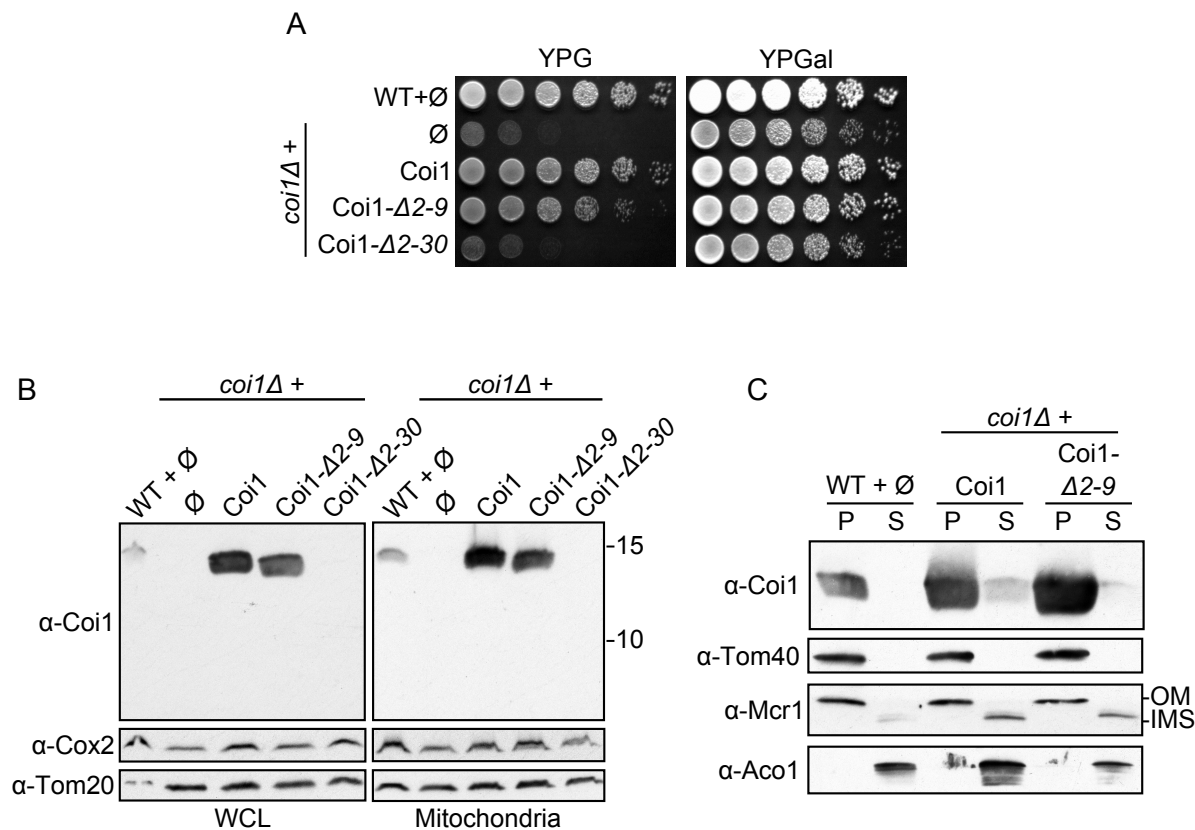 A
YPG YPGal
WT+Ø
coi1Δ +
Ø
Coi1
Coi1-Δ2-9
Coi1-Δ2-30
B
coi1Δ + coi1Δ +
WT + Ø Ø Coi1 Coi1-Δ2-9 Coi1-Δ2-30 WT + Ø Ø Coi1 Coi1-Δ2-9 Coi1-Δ2-30
α-Coi1
-15
-10
α-Cox2
α-Tom20
WCL Mitochondria
C
coi1Δ +
WT + Ø Coi1 Coi1-
Δ2-9
P S P S P S
α-Coi1
α-Tom40
α-Mcr1
-OM
-IMS
α-Aco1